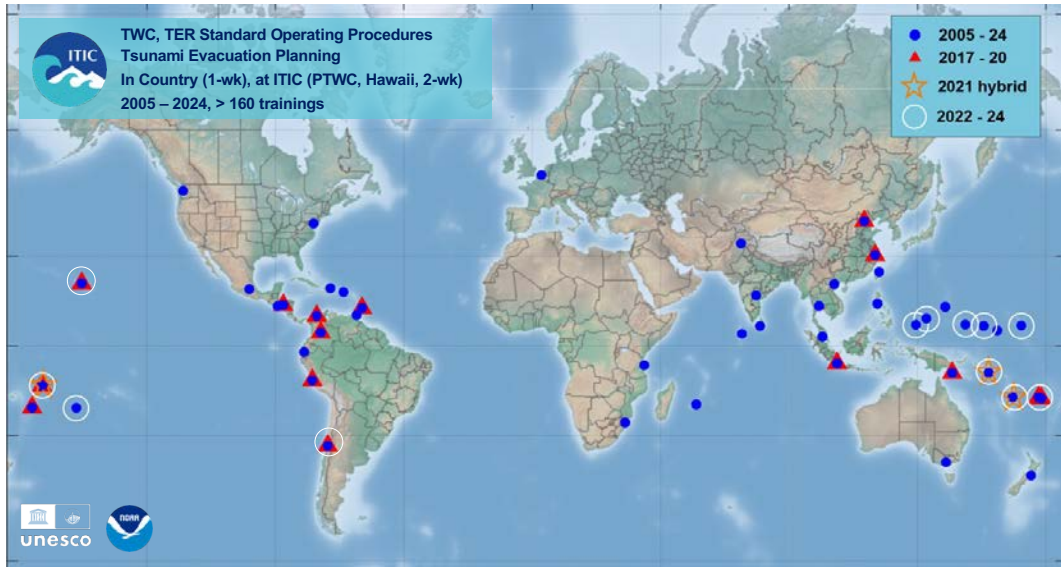 ITIC
TWC, TER Standard Operating Procedures
Tsunami Evacuation Planning
In Country (1-wk), at ITIC (PTWC, Hawaii, 2-wk)
2005 – 2024, > 160 trainings
2005 - 24
2017 - 20
2021 hybrid
2022 - 24
unesco
NOAA